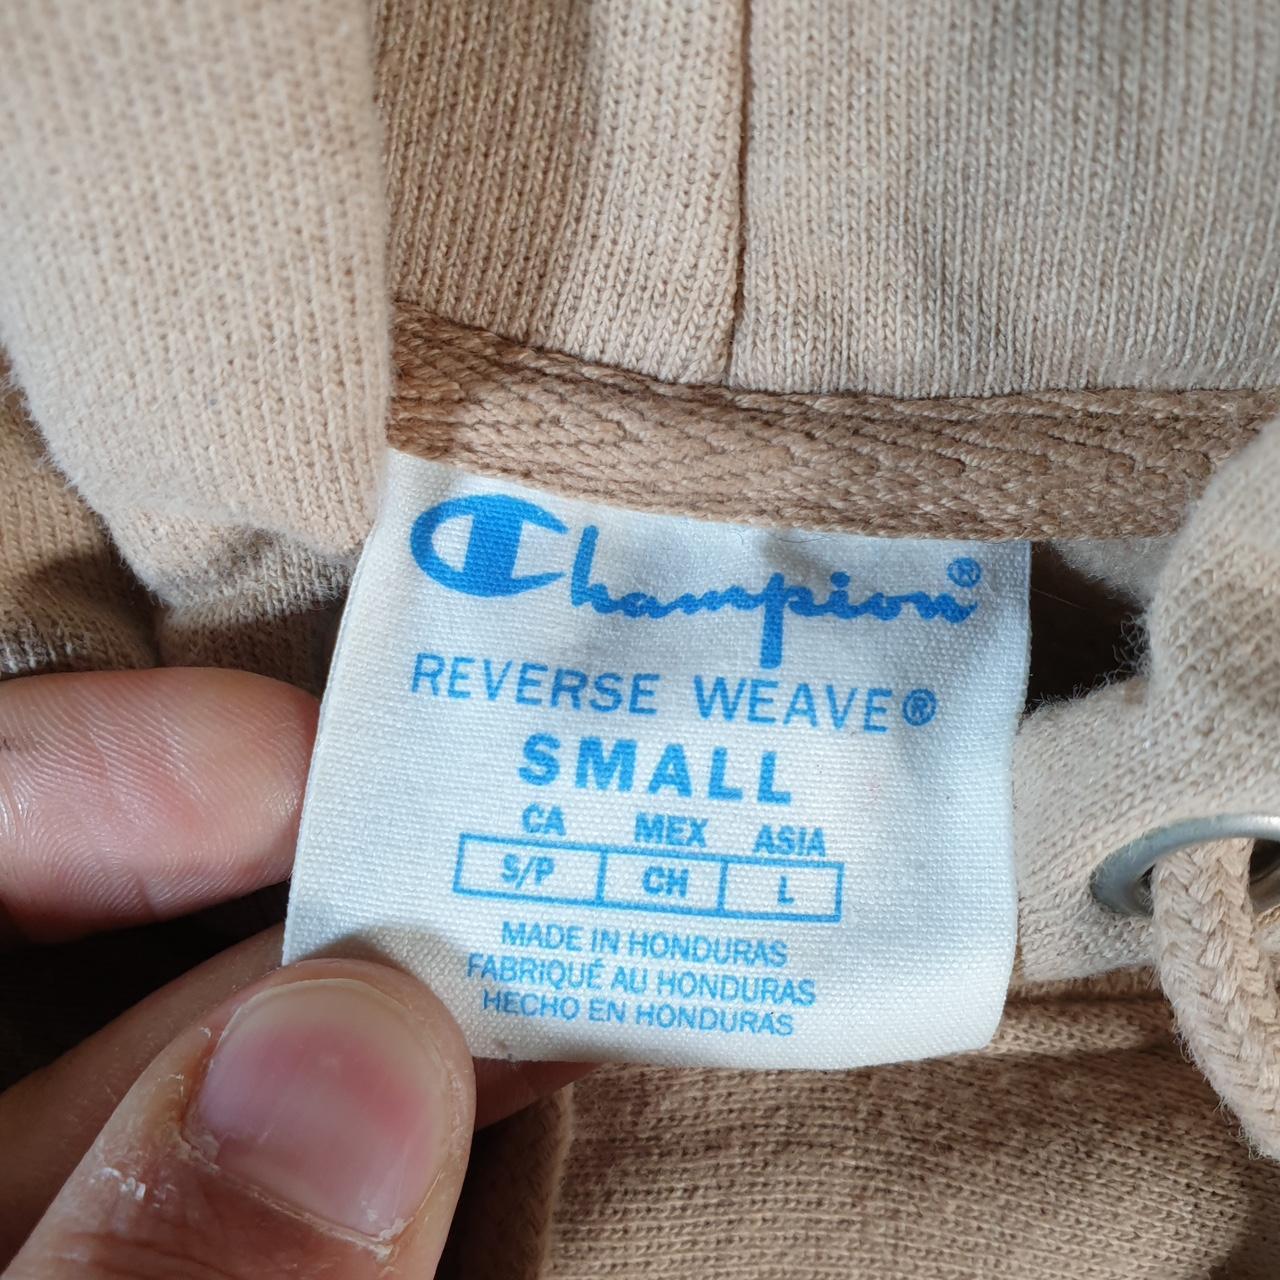 Champion®
REVERSE WEAVE®
SMALL
CA MEX ASIA
S/P CH L
MADE IN HONDURAS
FABRIQUÉ AU HONDURAS
HECHO EN HONDURAS